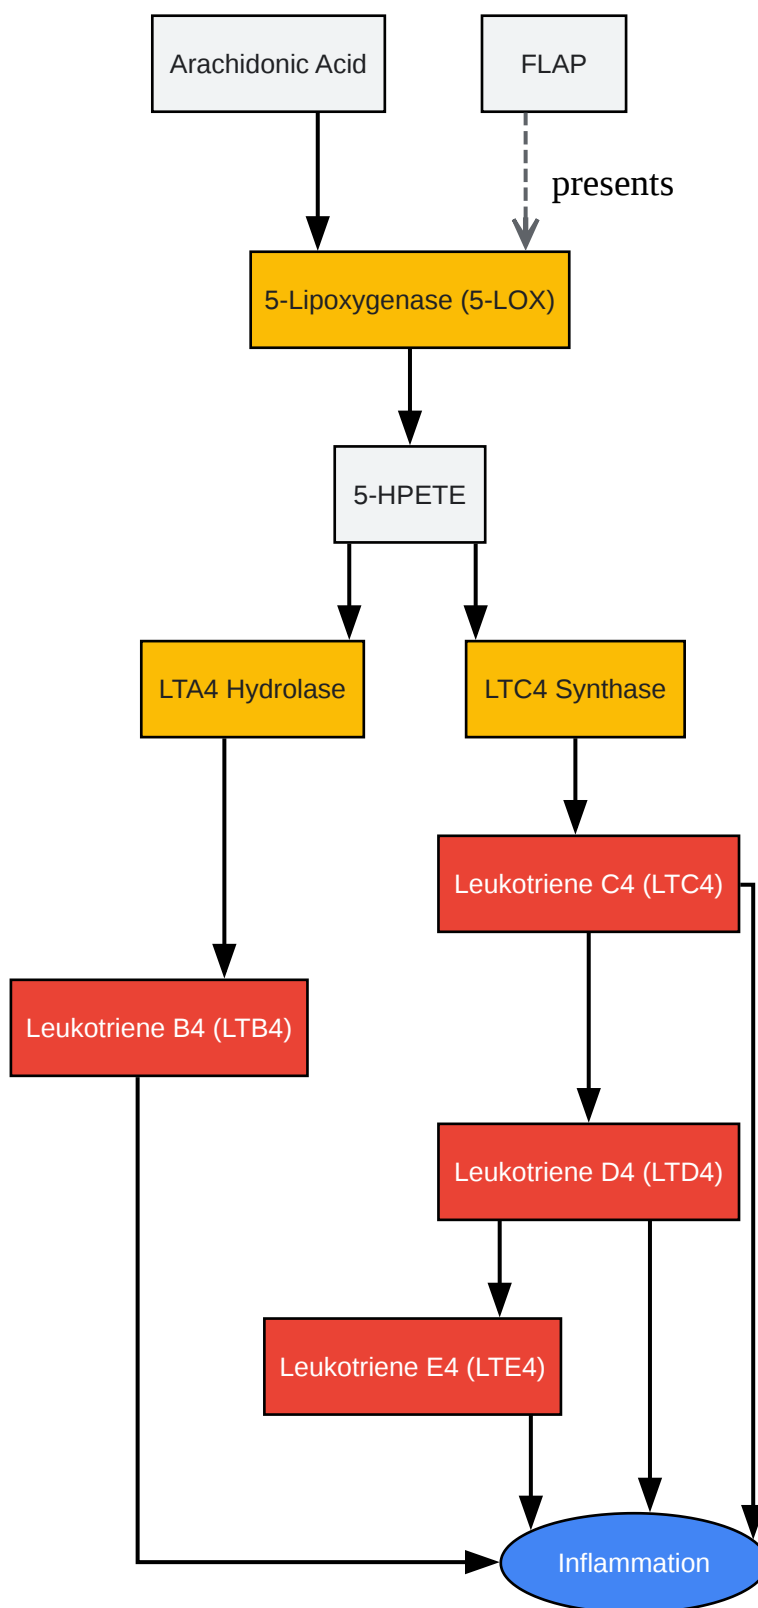 Arachidonic Acid
FLAP
presents
5-Lipoxygenase (5-LOX)
5-HPETE
LTA4 Hydrolase
LTC4 Synthase
Leukotriene C4 (LTC4)
Leukotriene B4 (LTB4)
Leukotriene D4 (LTD4)
Leukotriene E4 (LTE4)
Inflammation